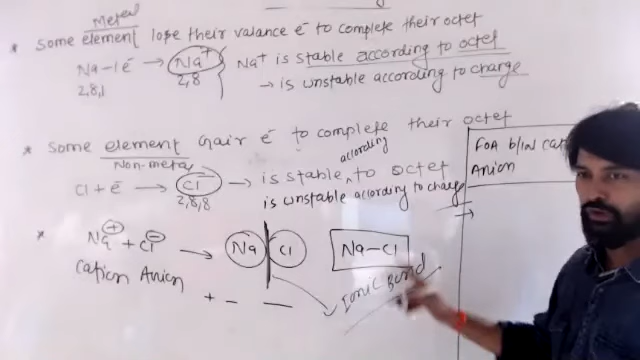 Metal
* Some element lose their valance e⁻ to complete their octet
Na-1e⁻ → Na⁺ Na⁺ is stable according to octet
2,8,1 2,8 → is unstable according to charge
* Some element Gair e⁻ to complete their octet
Non-metal
according
Cl + e⁻ → Cl⁻ → is stable to octet
2,8,8 is unstable according to charge
* Na⁺ + Cl⁻ → Na Cl Na-Cl
Cation Anion
+ - — Ionic Bond
FOA b/w Cat
Anion
→